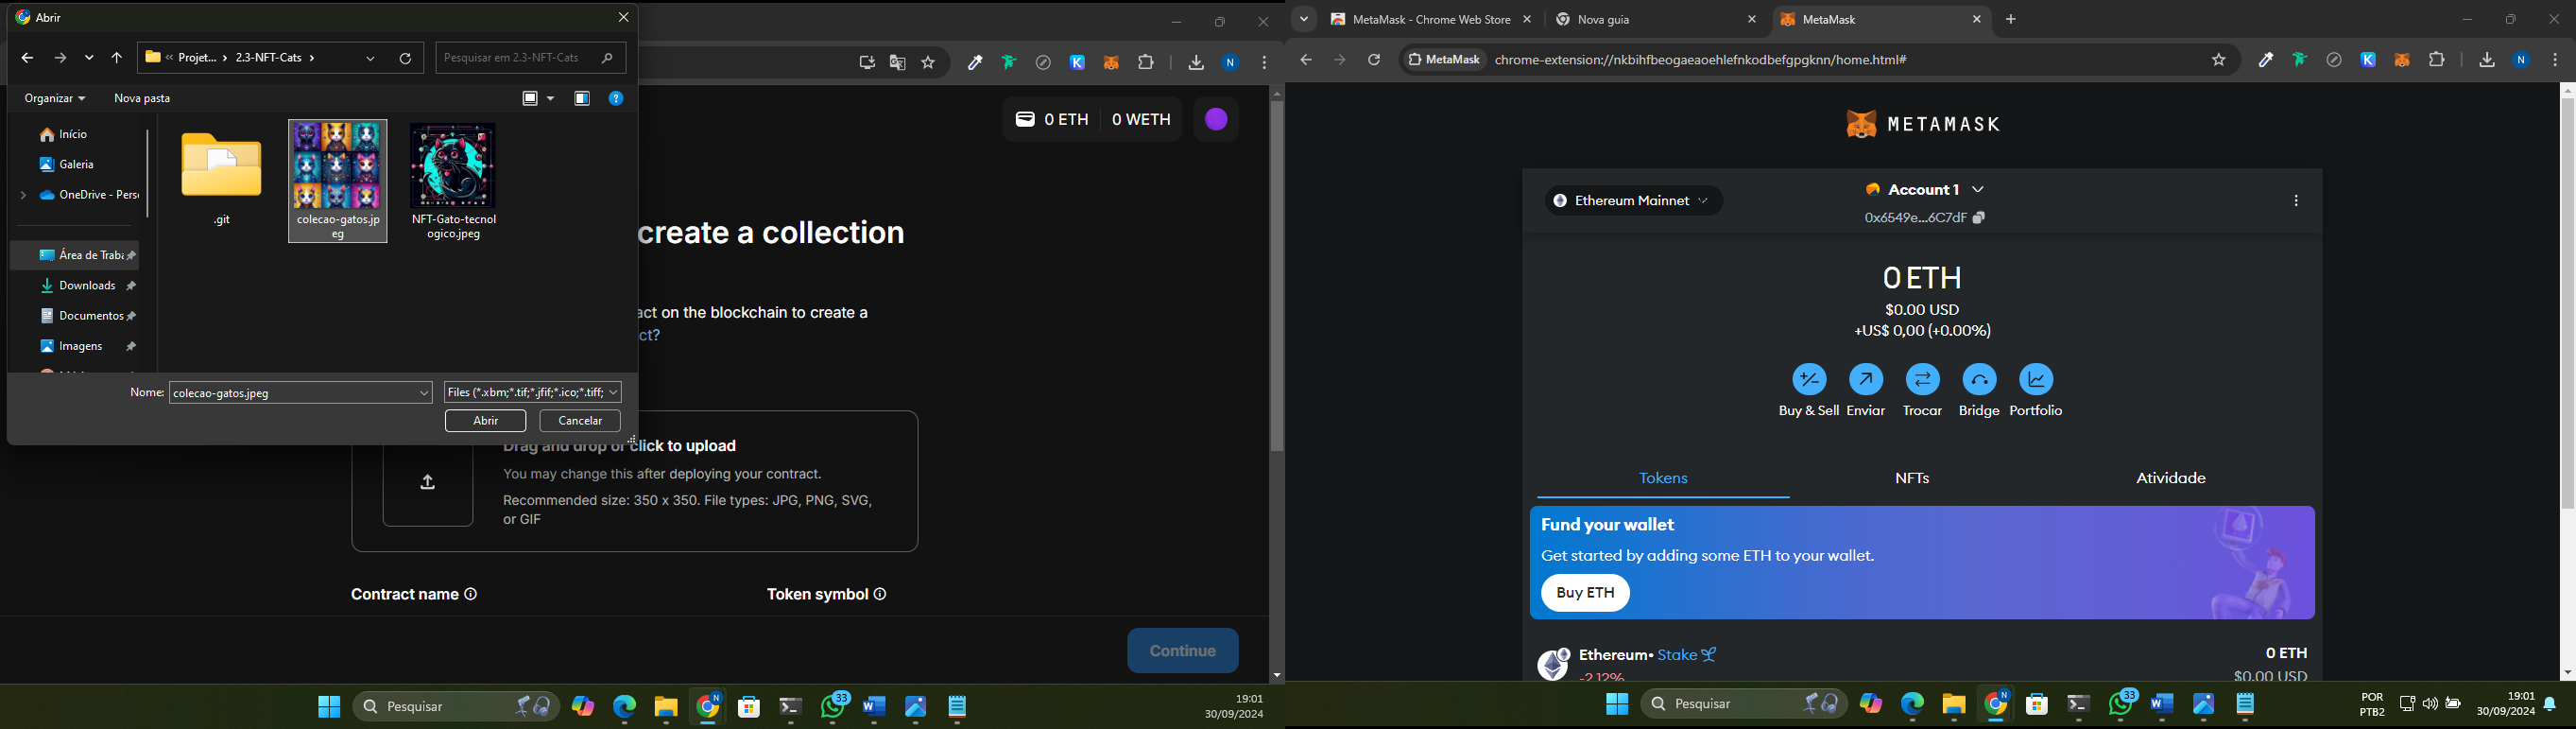 Abrir
« Projet... › 2.3-NFT-Cats ›
Pesquisar em 2.3-NFT-Cats
Organizar
Nova pasta
Início
Galeria
OneDrive - Pers
Área de Traba
Downloads
Documentos
Imagens
.git
colecao-gatos.jp
eg
NFT-Gato-tecnol
ogico.jpeg
Nome:
colecao-gatos.jpeg
Files (*.xbm;*.tif;*.jfif;*.ico;*.tiff;
Abrir
Cancelar
N
0 ETH
0 WETH
create a collection
act on the blockchain to create a
ct?
Drag and drop or click to upload
You may change this after deploying your contract.
Recommended size: 350 x 350. File types: JPG, PNG, SVG,
or GIF
Contract name
Token symbol
Continue
Pesquisar
33
19:01
30/09/2024
MetaMask - Chrome Web Store
Nova guia
MetaMask
MetaMask
chrome-extension://nkbihfbeogaeaoehlefnkodbefgpgknn/home.html#
N
METAMASK
Ethereum Mainnet
Account 1
0x6549e...6C7dF
0 ETH
$0.00 USD
+US$ 0,00 (+0.00%)
Buy & Sell
Enviar
Trocar
Bridge
Portfolio
Tokens
NFTs
Atividade
Fund your wallet
Get started by adding some ETH to your wallet.
Buy ETH
Ethereum • Stake
0 ETH
-2.12%
$0.00 USD
Pesquisar
33
POR
PTB2
19:01
30/09/2024